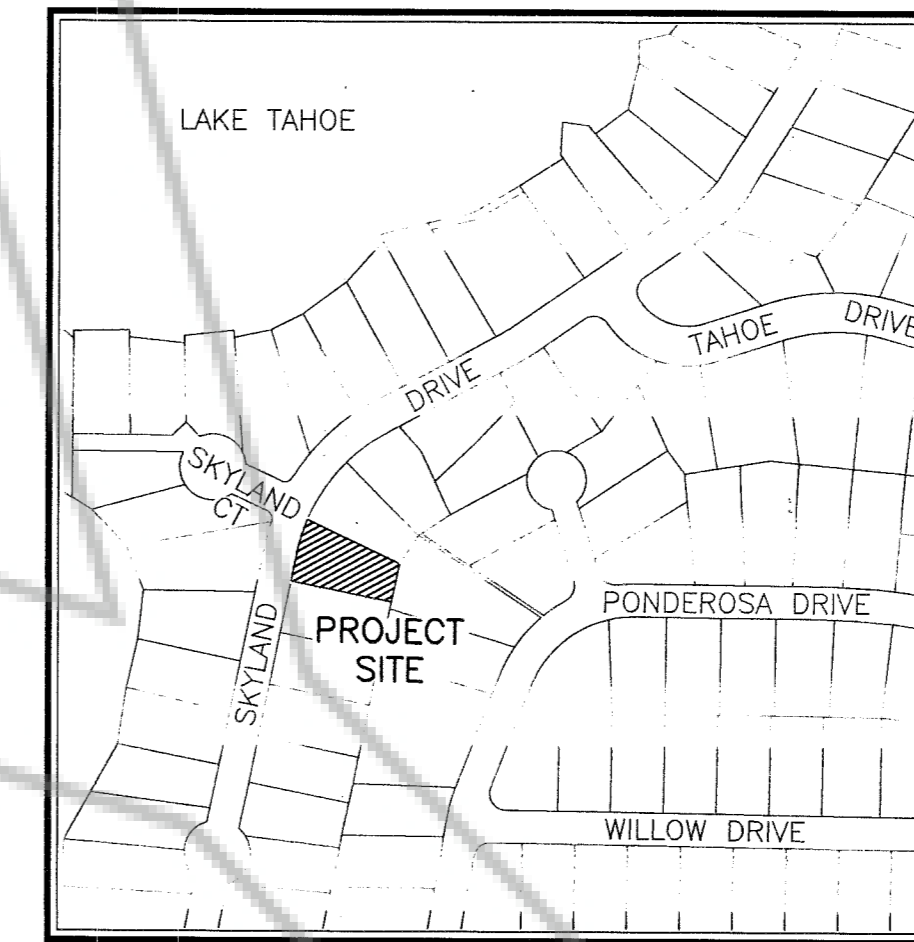 LAKE TAHOE
DRIVE
TAHOE
DRIVE
SKYLAND
CT
PONDEROSA DRIVE
PROJECT
SITE
SKYLAND
WILLOW DRIVE